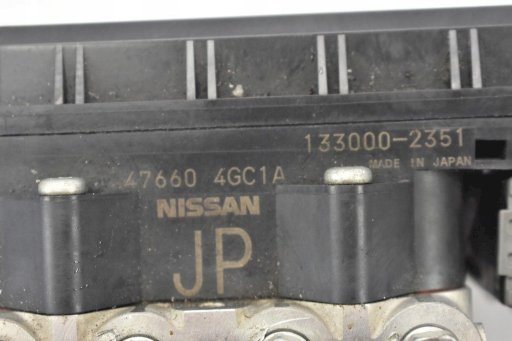 133000-2351
MADE IN JAPAN
47660 4GC1A
NISSAN
JP